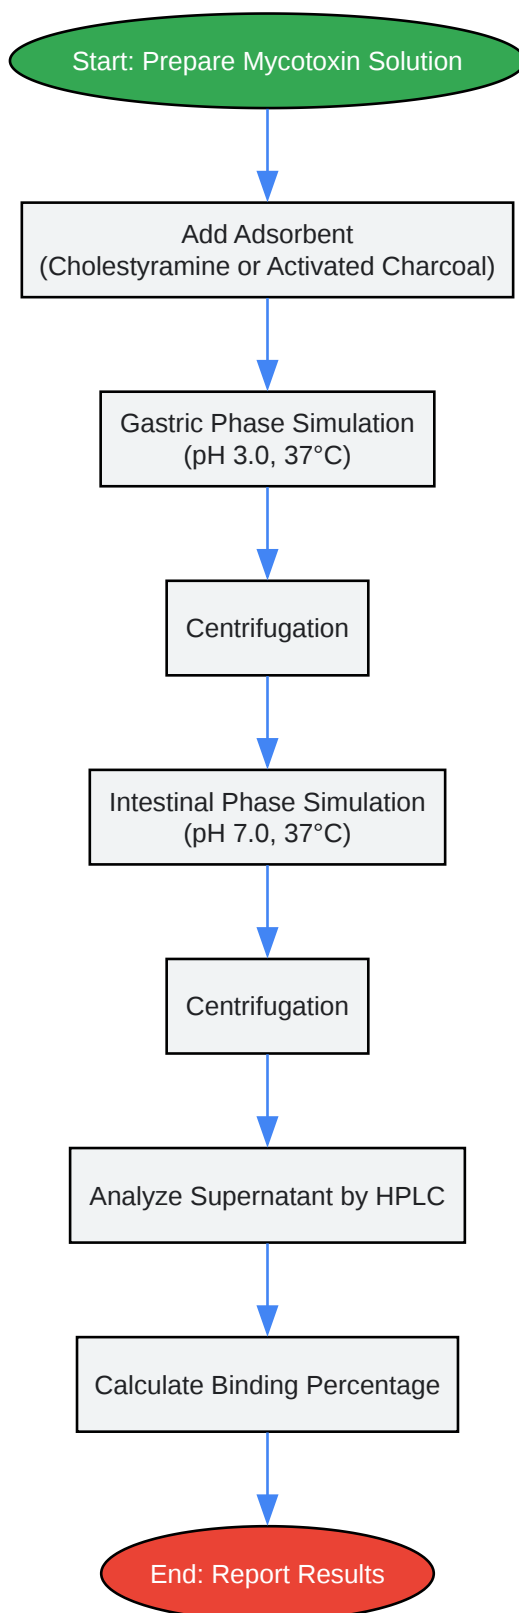 Start: Prepare Mycotoxin Solution
Add Adsorbent
(Cholestyramine or Activated Charcoal)
Gastric Phase Simulation
(pH 3.0, 37°C)
Centrifugation
Intestinal Phase Simulation
(pH 7.0, 37°C)
Centrifugation
Analyze Supernatant by HPLC
Calculate Binding Percentage
End: Report Results